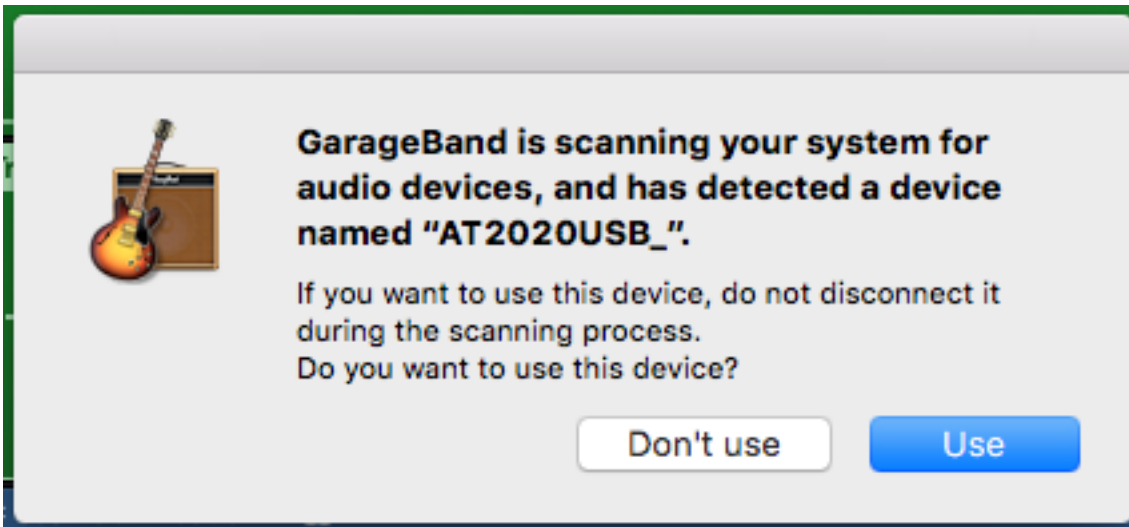 GarageBand is scanning your system for
audio devices, and has detected a device
named “AT2020USB_”.
If you want to use this device, do not disconnect it
during the scanning process.
Do you want to use this device?
Don't use
Use